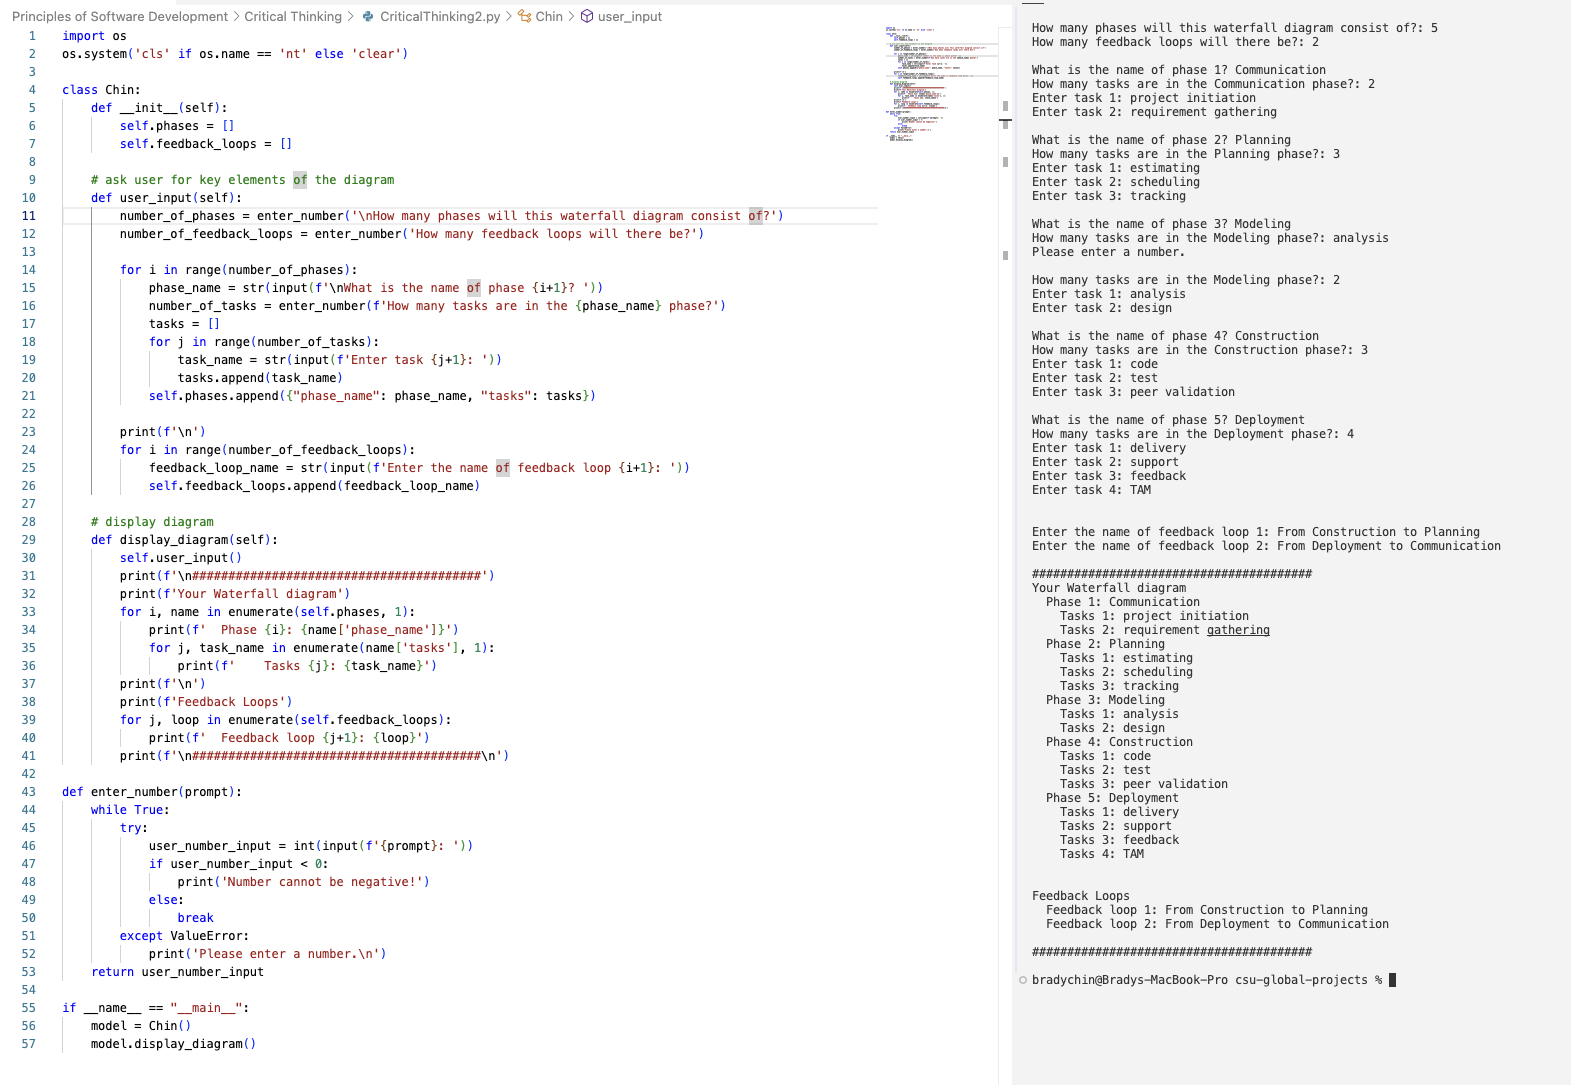 Principles of Software Development > Critical Thinking > CriticalThinking2.py > Chin > user_input
1 import os
2 os.system('cls' if os.name == 'nt' else 'clear')
3
4 class Chin:
5     def __init__(self):
6         self.phases = []
7         self.feedback_loops = []
8
9     # ask user for key elements of the diagram
10     def user_input(self):
11         number_of_phases = enter_number('\nHow many phases will this waterfall diagram consist of?')
12         number_of_feedback_loops = enter_number('How many feedback loops will there be?')
13
14         for i in range(number_of_phases):
15             phase_name = str(input(f'\nWhat is the name of phase {i+1}? '))
16             number_of_tasks = enter_number(f'How many tasks are in the {phase_name} phase?')
17             tasks = []
18             for j in range(number_of_tasks):
19                 task_name = str(input(f'Enter task {j+1}: '))
20                 tasks.append(task_name)
21             self.phases.append({"phase_name": phase_name, "tasks": tasks})
22
23         print(f'\n')
24         for i in range(number_of_feedback_loops):
25             feedback_loop_name = str(input(f'Enter the name of feedback loop {i+1}: '))
26             self.feedback_loops.append(feedback_loop_name)
27
28     # display diagram
29     def display_diagram(self):
30         self.user_input()
31         print(f'\n########################################')
32         print(f'Your Waterfall diagram')
33         for i, name in enumerate(self.phases, 1):
34             print(f'  Phase {i}: {name['phase_name']}')
35             for j, task_name in enumerate(name['tasks'], 1):
36                 print(f'    Tasks {j}: {task_name}')
37         print(f'\n')
38         print(f'Feedback Loops')
39         for j, loop in enumerate(self.feedback_loops):
40             print(f'  Feedback loop {j+1}: {loop}')
41         print(f'\n########################################\n')
42
43 def enter_number(prompt):
44     while True:
45         try:
46             user_number_input = int(input(f'{prompt}: '))
47             if user_number_input < 0:
48                 print('Number cannot be negative!')
49             else:
50                 break
51         except ValueError:
52             print('Please enter a number.\n')
53     return user_number_input
54
55 if __name__ == "__main__":
56     model = Chin()
57     model.display_diagram()
How many phases will this waterfall diagram consist of?: 5
How many feedback loops will there be?: 2
What is the name of phase 1? Communication
How many tasks are in the Communication phase?: 2
Enter task 1: project initiation
Enter task 2: requirement gathering
What is the name of phase 2? Planning
How many tasks are in the Planning phase?: 3
Enter task 1: estimating
Enter task 2: scheduling
Enter task 3: tracking
What is the name of phase 3? Modeling
How many tasks are in the Modeling phase?: analysis
Please enter a number.
How many tasks are in the Modeling phase?: 2
Enter task 1: analysis
Enter task 2: design
What is the name of phase 4? Construction
How many tasks are in the Construction phase?: 3
Enter task 1: code
Enter task 2: test
Enter task 3: peer validation
What is the name of phase 5? Deployment
How many tasks are in the Deployment phase?: 4
Enter task 1: delivery
Enter task 2: support
Enter task 3: feedback
Enter task 4: TAM
Enter the name of feedback loop 1: From Construction to Planning
Enter the name of feedback loop 2: From Deployment to Communication
########################################
Your Waterfall diagram
  Phase 1: Communication
    Tasks 1: project initiation
    Tasks 2: requirement gathering
  Phase 2: Planning
    Tasks 1: estimating
    Tasks 2: scheduling
    Tasks 3: tracking
  Phase 3: Modeling
    Tasks 1: analysis
    Tasks 2: design
  Phase 4: Construction
    Tasks 1: code
    Tasks 2: test
    Tasks 3: peer validation
  Phase 5: Deployment
    Tasks 1: delivery
    Tasks 2: support
    Tasks 3: feedback
    Tasks 4: TAM
Feedback Loops
  Feedback loop 1: From Construction to Planning
  Feedback loop 2: From Deployment to Communication
########################################
bradychin@Bradys-MacBook-Pro csu-global-projects %